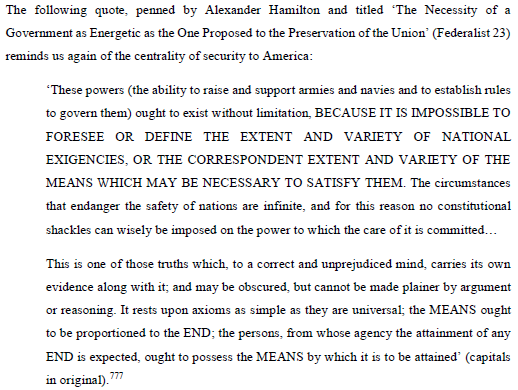 The following quote, penned by Alexander Hamilton and titled ‘The Necessity of a
Government as Energetic as the One Proposed to the Preservation of the Union’ (Federalist 23)
reminds us again of the centrality of security to America:
‘These powers (the ability to raise and support armies and navies and to establish rules
to govern them) ought to exist without limitation, BECAUSE IT IS IMPOSSIBLE TO
FORESEE OR DEFINE THE EXTENT AND VARIETY OF NATIONAL
EXIGENCIES, OR THE CORRESPONDENT EXTENT AND VARIETY OF THE
MEANS WHICH MAY BE NECESSARY TO SATISFY THEM. The circumstances
that endanger the safety of nations are infinite, and for this reason no constitutional
shackles can wisely be imposed on the power to which the care of it is committed…
This is one of those truths which, to a correct and unprejudiced mind, carries its own
evidence along with it; and may be obscured, but cannot be made plainer by argument
or reasoning. It rests upon axioms as simple as they are universal; the MEANS ought
to be proportioned to the END; the persons, from whose agency the attainment of any
END is expected, ought to possess the MEANS by which it is to be attained’ (capitals
in original).777